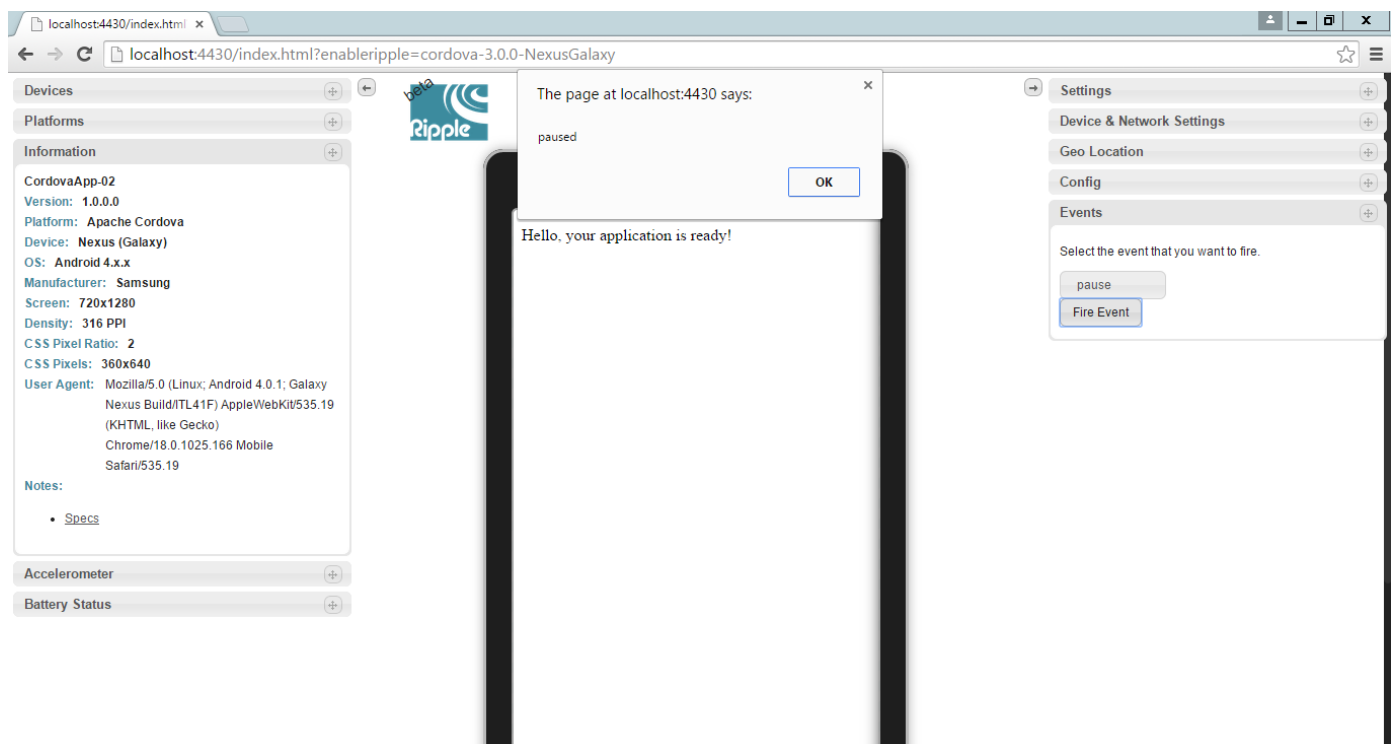 localhost:4430/index.html
localhost:4430/index.html?enableripple=cordova-3.0.0-NexusGalaxy
Devices
Platforms
Information
CordovaApp-02
Version: 1.0.0.0
Platform: Apache Cordova
Device: Nexus (Galaxy)
OS: Android 4.x.x
Manufacturer: Samsung
Screen: 720x1280
Density: 316 PPI
CSS Pixel Ratio: 2
CSS Pixels: 360x640
User Agent: Mozilla/5.0 (Linux; Android 4.0.1; Galaxy
Nexus Build/ITL41F) AppleWebKit/535.19
(KHTML, like Gecko)
Chrome/18.0.1025.166 Mobile
Safari/535.19
Notes:
• Specs
Accelerometer
Battery Status
beta
Ripple
The page at localhost:4430 says:
paused
OK
Hello, your application is ready!
Settings
Device & Network Settings
Geo Location
Config
Events
Select the event that you want to fire.
pause
Fire Event